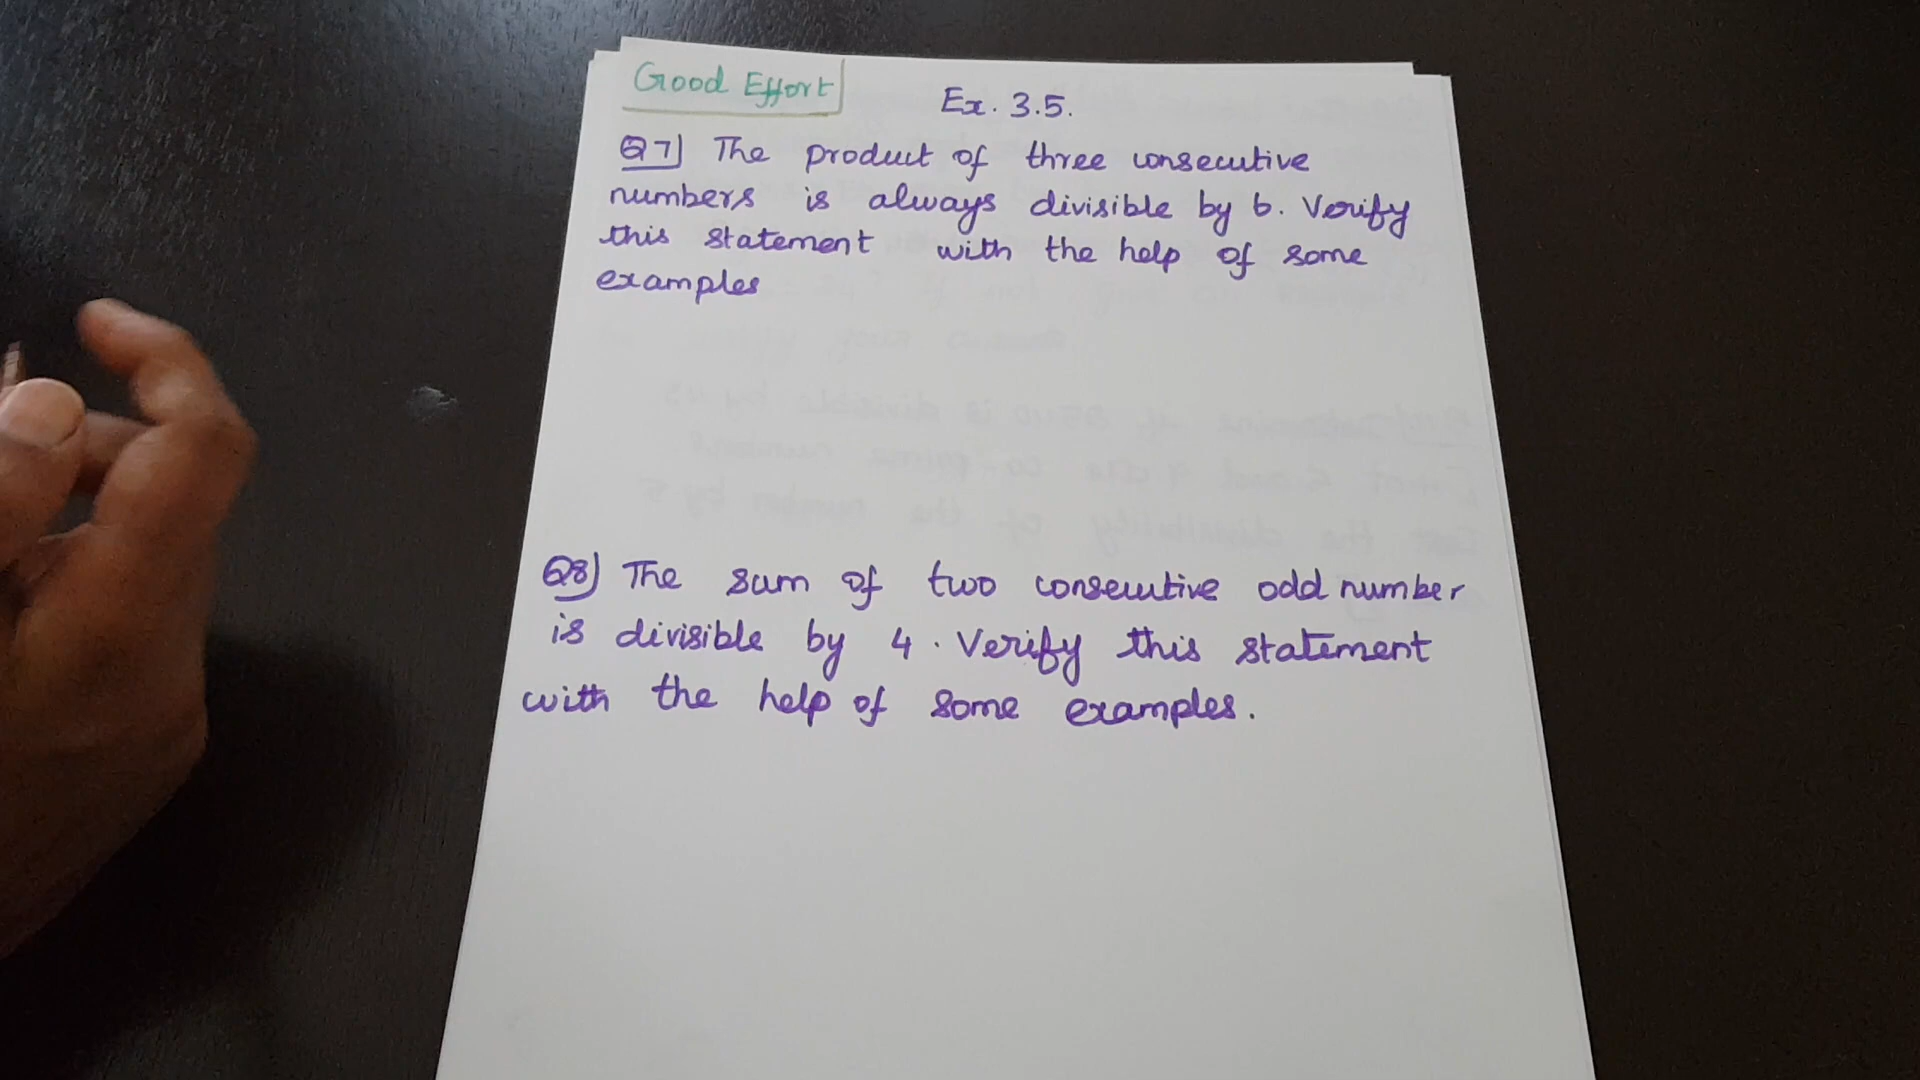 Good Effort
Ex. 3.5.
Q7) The product of three consecutive
numbers is always divisible by 6. Verify
this statement with the help of some
examples
Q8) The sum of two consecutive odd number
is divisible by 4. Verify this statement
with the help of some examples.